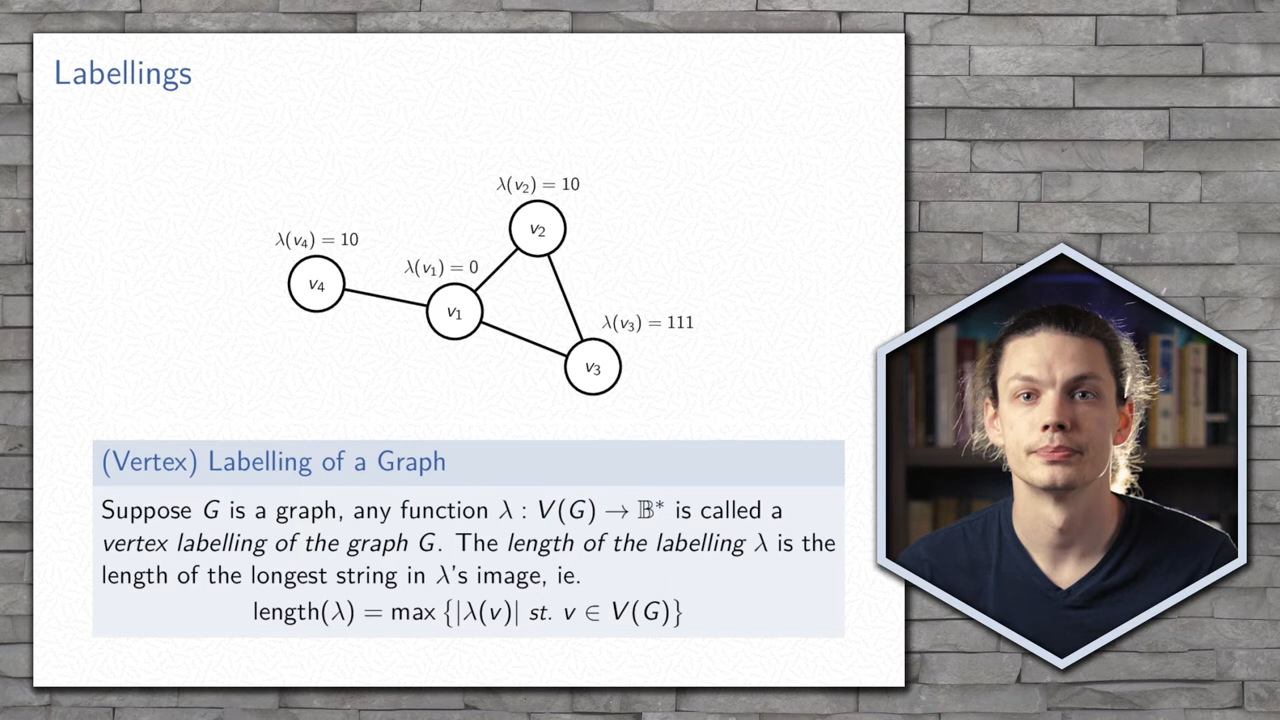 Labellings
λ(v₂) = 10
v₂
λ(v₄) = 10
λ(v₁) = 0
v₄
v₁
λ(v₃) = 111
v₃
(Vertex) Labelling of a Graph
Suppose G is a graph, any function λ : V(G) → 𝔹* is called a
vertex labelling of the graph G. The length of the labelling λ is the
length of the longest string in λ's image, ie.
length(λ) = max {|λ(v)| st. v ∈ V(G)}